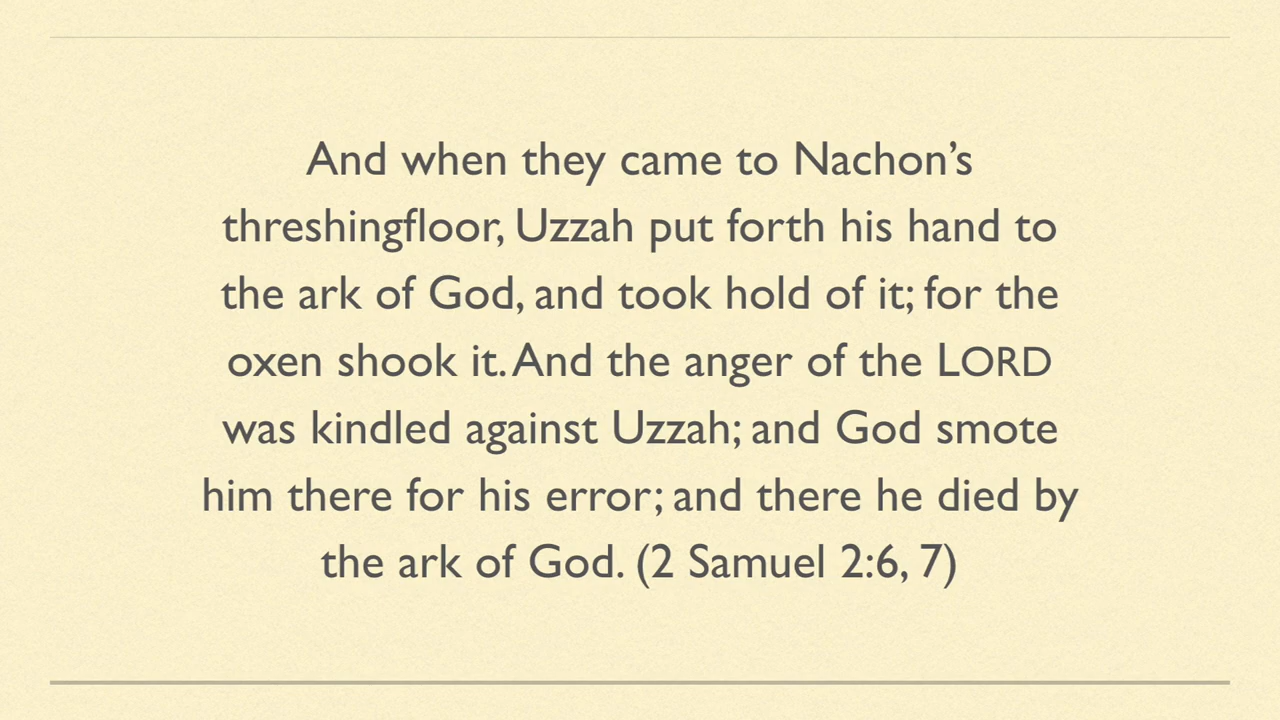 And when they came to Nachon’s
threshingfloor, Uzzah put forth his hand to
the ark of God, and took hold of it; for the
oxen shook it. And the anger of the LORD
was kindled against Uzzah; and God smote
him there for his error; and there he died by
the ark of God. (2 Samuel 2:6, 7)